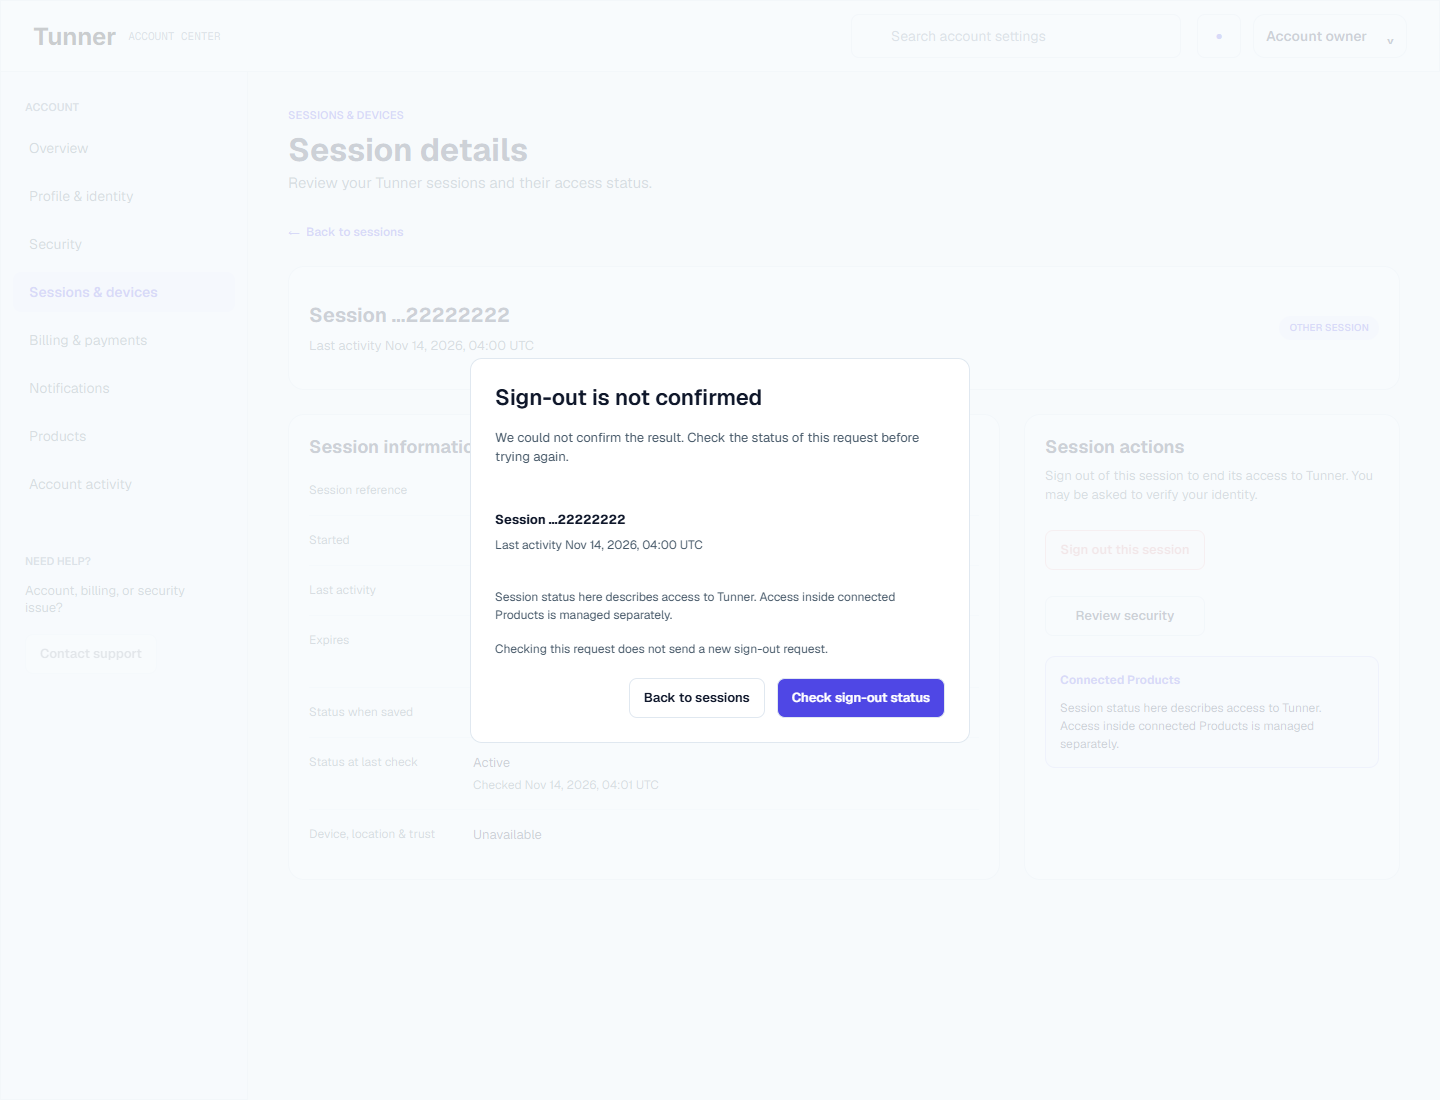 Tunner ACCOUNT CENTER
Search account settings
Account owner
ACCOUNT
Overview
Profile & identity
Security
Sessions & devices
Billing & payments
Notifications
Products
Account activity
NEED HELP?
Account, billing, or security
issue?
Contact support
SESSIONS & DEVICES
Session details
Review your Tunner sessions and their access status.
← Back to sessions
Session ...22222222
Last activity Nov 14, 2026, 04:00 UTC
OTHER SESSION
Sign-out is not confirmed
We could not confirm the result. Check the status of this request before
trying again.
Session ...22222222
Last activity Nov 14, 2026, 04:00 UTC
Session status here describes access to Tunner. Access inside connected
Products is managed separately.
Checking this request does not send a new sign-out request.
Back to sessions
Check sign-out status
Session reference
Started
Last activity
Expires
Status when saved
Status at last check
Active
Checked Nov 14, 2026, 04:01 UTC
Device, location & trust
Unavailable
Session actions
Sign out of this session to end its access to Tunner. You
may be asked to verify your identity.
Sign out this session
Review security
Connected Products
Session status here describes access to Tunner.
Access inside connected Products is managed
separately.